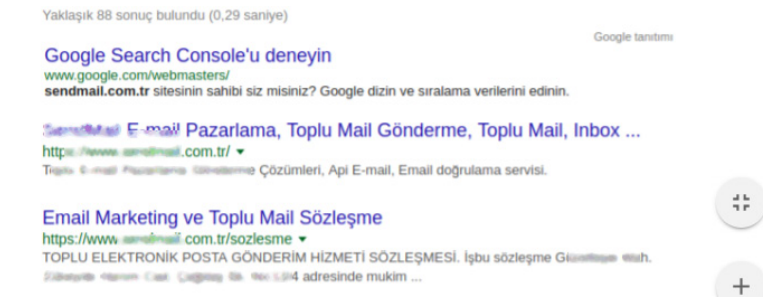 Yaklaşık 88 sonuç bulundu (0,29 saniye)
Google tanıtımı
Google Search Console'u deneyin
www.google.com/webmasters/
sendmail.com.tr sitesinin sahibi siz misiniz? Google dizin ve sıralama verilerini edinin.
E-mail Pazarlama, Toplu Mail Gönderme, Toplu Mail, Inbox ...
.com.tr/
Çözümleri, Api E-mail, Email doğrulama servisi.
Email Marketing ve Toplu Mail Sözleşme
https://www. .com.tr/sozlesme
TOPLU ELEKTRONİK POSTA GÖNDERİM HİZMETİ SÖZLEŞMESİ. İşbu sözleşme
adresinde mukim ...